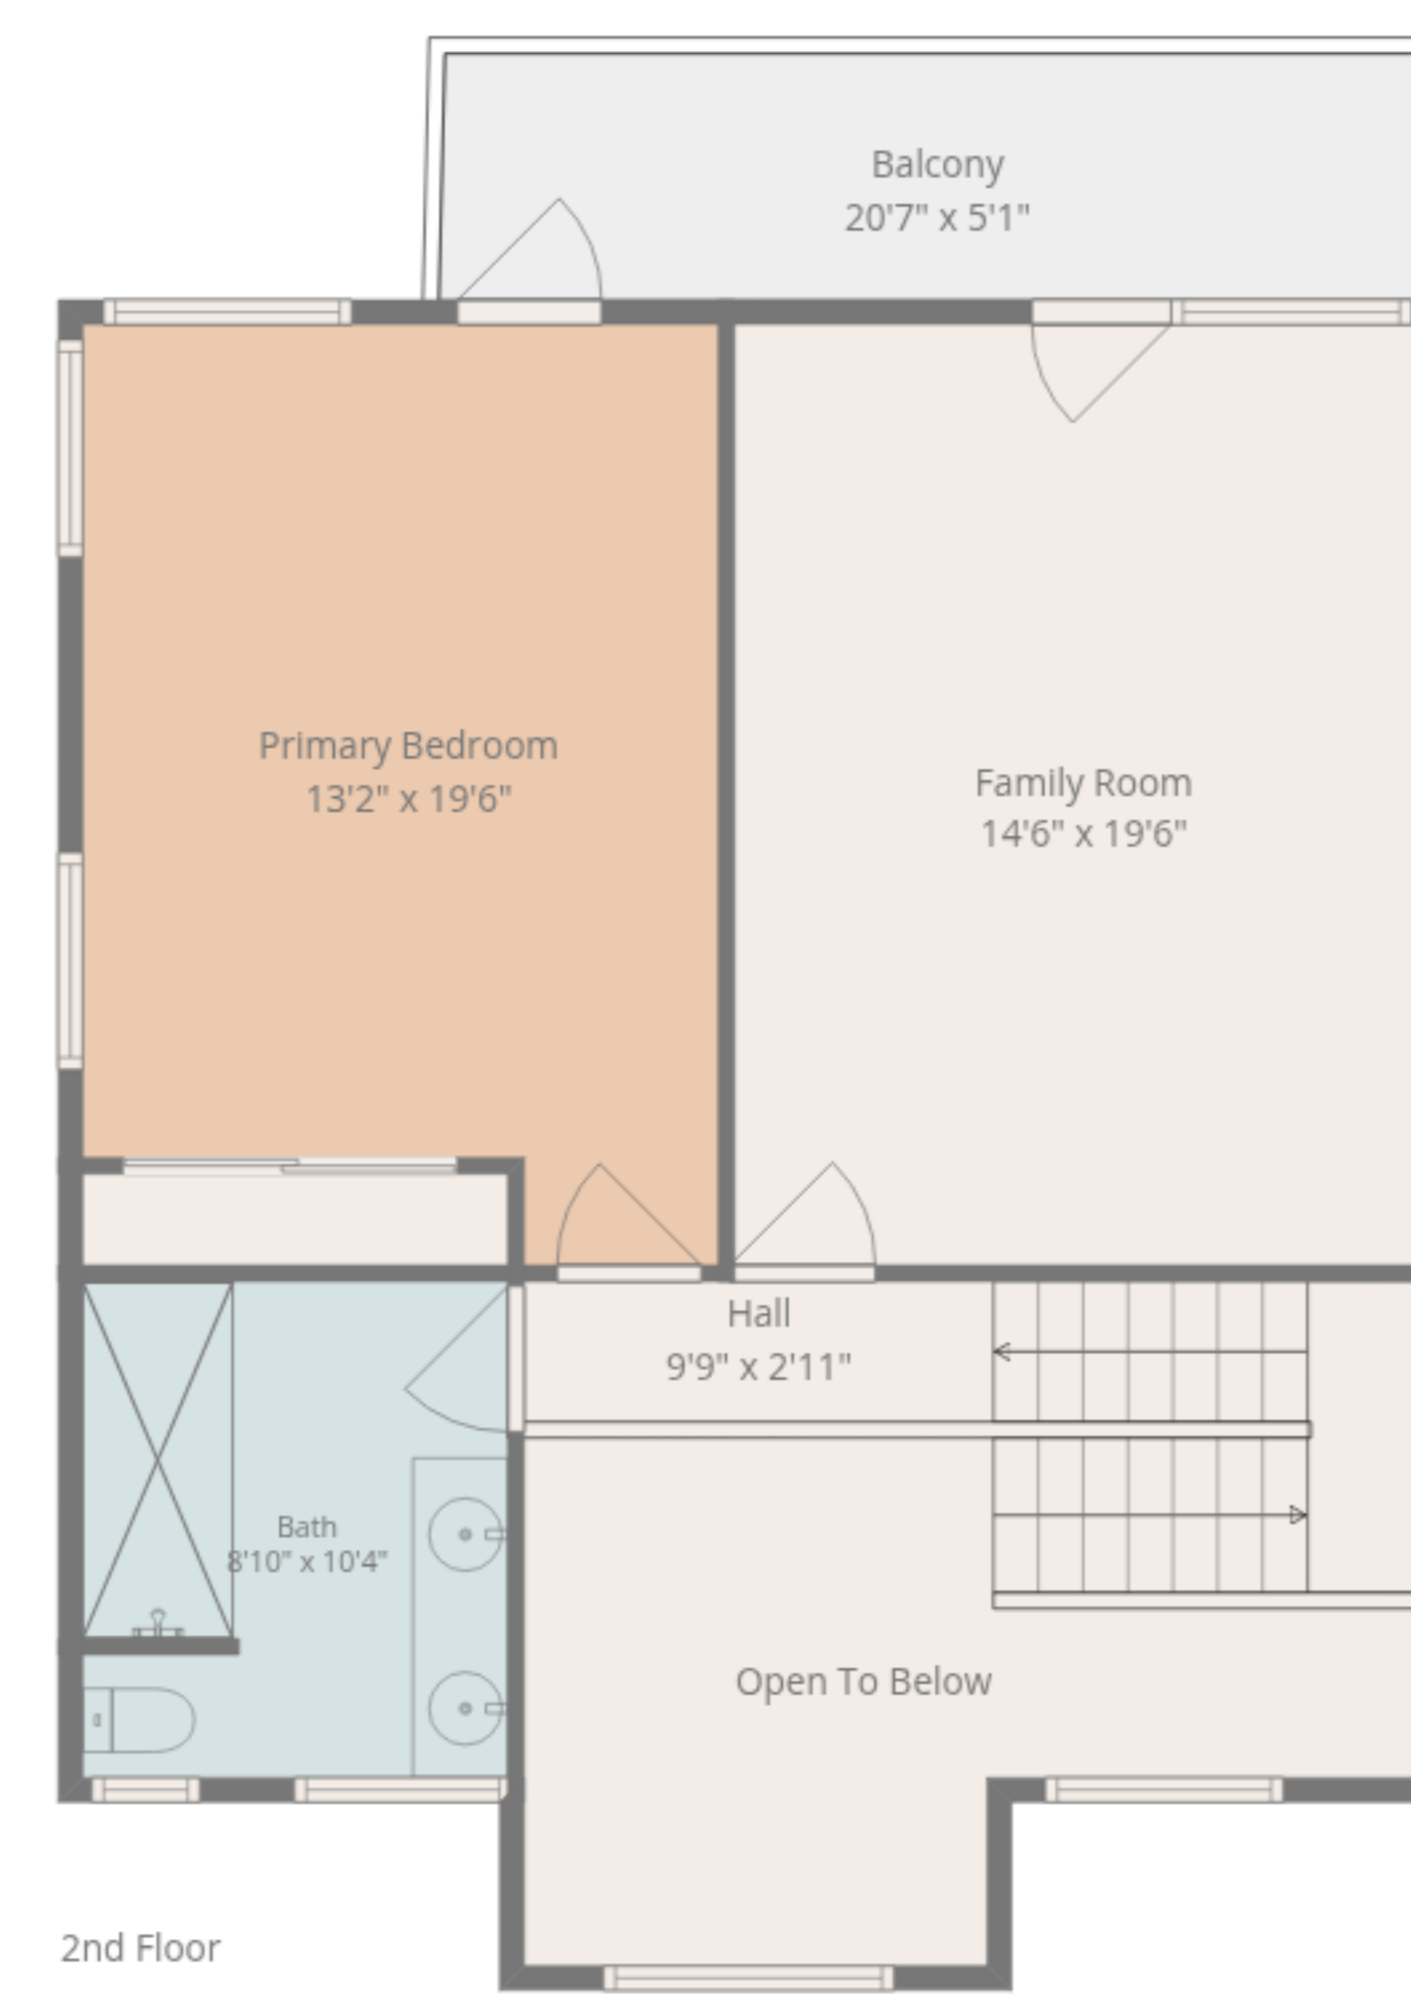 Balcony
20'7" x 5'1"
Primary Bedroom
13'2" x 19'6"
Family Room
14'6" x 19'6"
Hall
9'9" x 2'11"
Bath
8'10" x 10'4"
Open To Below
2nd Floor